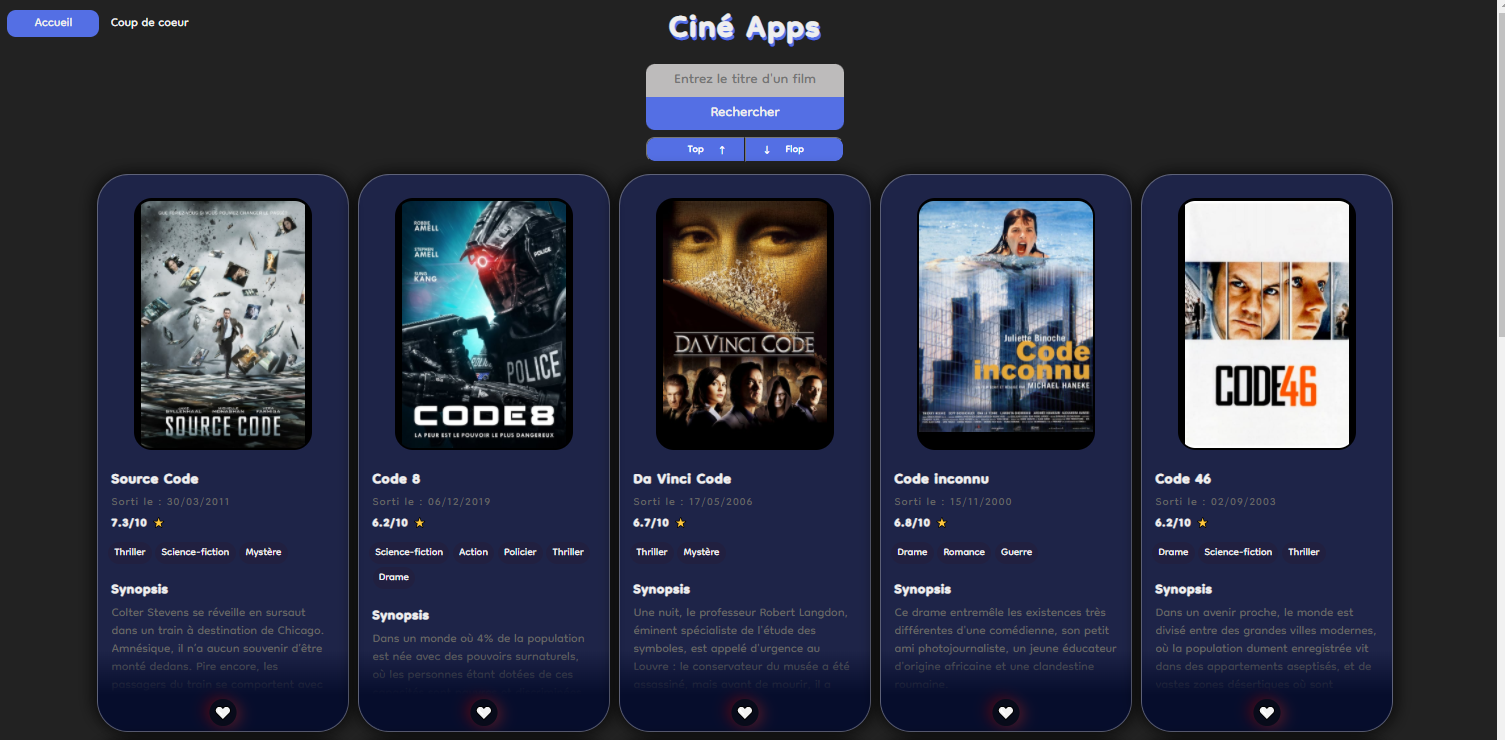 Accueil
Coup de coeur
Ciné Apps
Entrez le titre d'un film
Rechercher
Top ↑
↓ Flop
SOURCE CODE
ROBBIE
AMELL
STEPHEN
AMELL
SUNG
KANG
POLICE
POLICE
CODE8
LA PEUR EST LE POUVOIR LE PLUS DANGEREUX
DA VINCI CODE
Juliette Binoche
Code
inconnu
MICHAEL HANEKE
CODE46
Source Code
Sorti le : 30/03/2011
7.3/10 ⭐
Thriller Science-fiction Mystère
Synopsis
Colter Stevens se réveille en sursaut
dans un train à destination de Chicago.
Amnésique, il n'a aucun souvenir d'être
monté dedans. Pire encore, les
passagers du train se comportent avec
Code 8
Sorti le : 06/12/2019
6.2/10 ⭐
Science-fiction Action Policier Thriller
Drame
Synopsis
Dans un monde où 4% de la population
est née avec des pouvoirs surnaturels,
où les personnes étant dotées de ces
Da Vinci Code
Sorti le : 17/05/2006
6.7/10 ⭐
Thriller Mystère
Synopsis
Une nuit, le professeur Robert Langdon,
éminent spécialiste de l'étude des
symboles, est appelé d'urgence au
Louvre : le conservateur du musée a été
assassiné, mais avant de mourir, il a
Code inconnu
Sorti le : 15/11/2000
6.8/10 ⭐
Drame Romance Guerre
Synopsis
Ce drame entremêle les existences très
différentes d'une comédienne, son petit
ami photojournaliste, un jeune éducateur
d'origine africaine et une clandestine
roumaine.
Code 46
Sorti le : 02/09/2003
6.2/10 ⭐
Drame Science-fiction Thriller
Synopsis
Dans un avenir proche, le monde est
divisé entre des grandes villes modernes,
où la population dument enregistrée vit
dans des appartements aseptisés, et de
vastes zones désertiques où sont